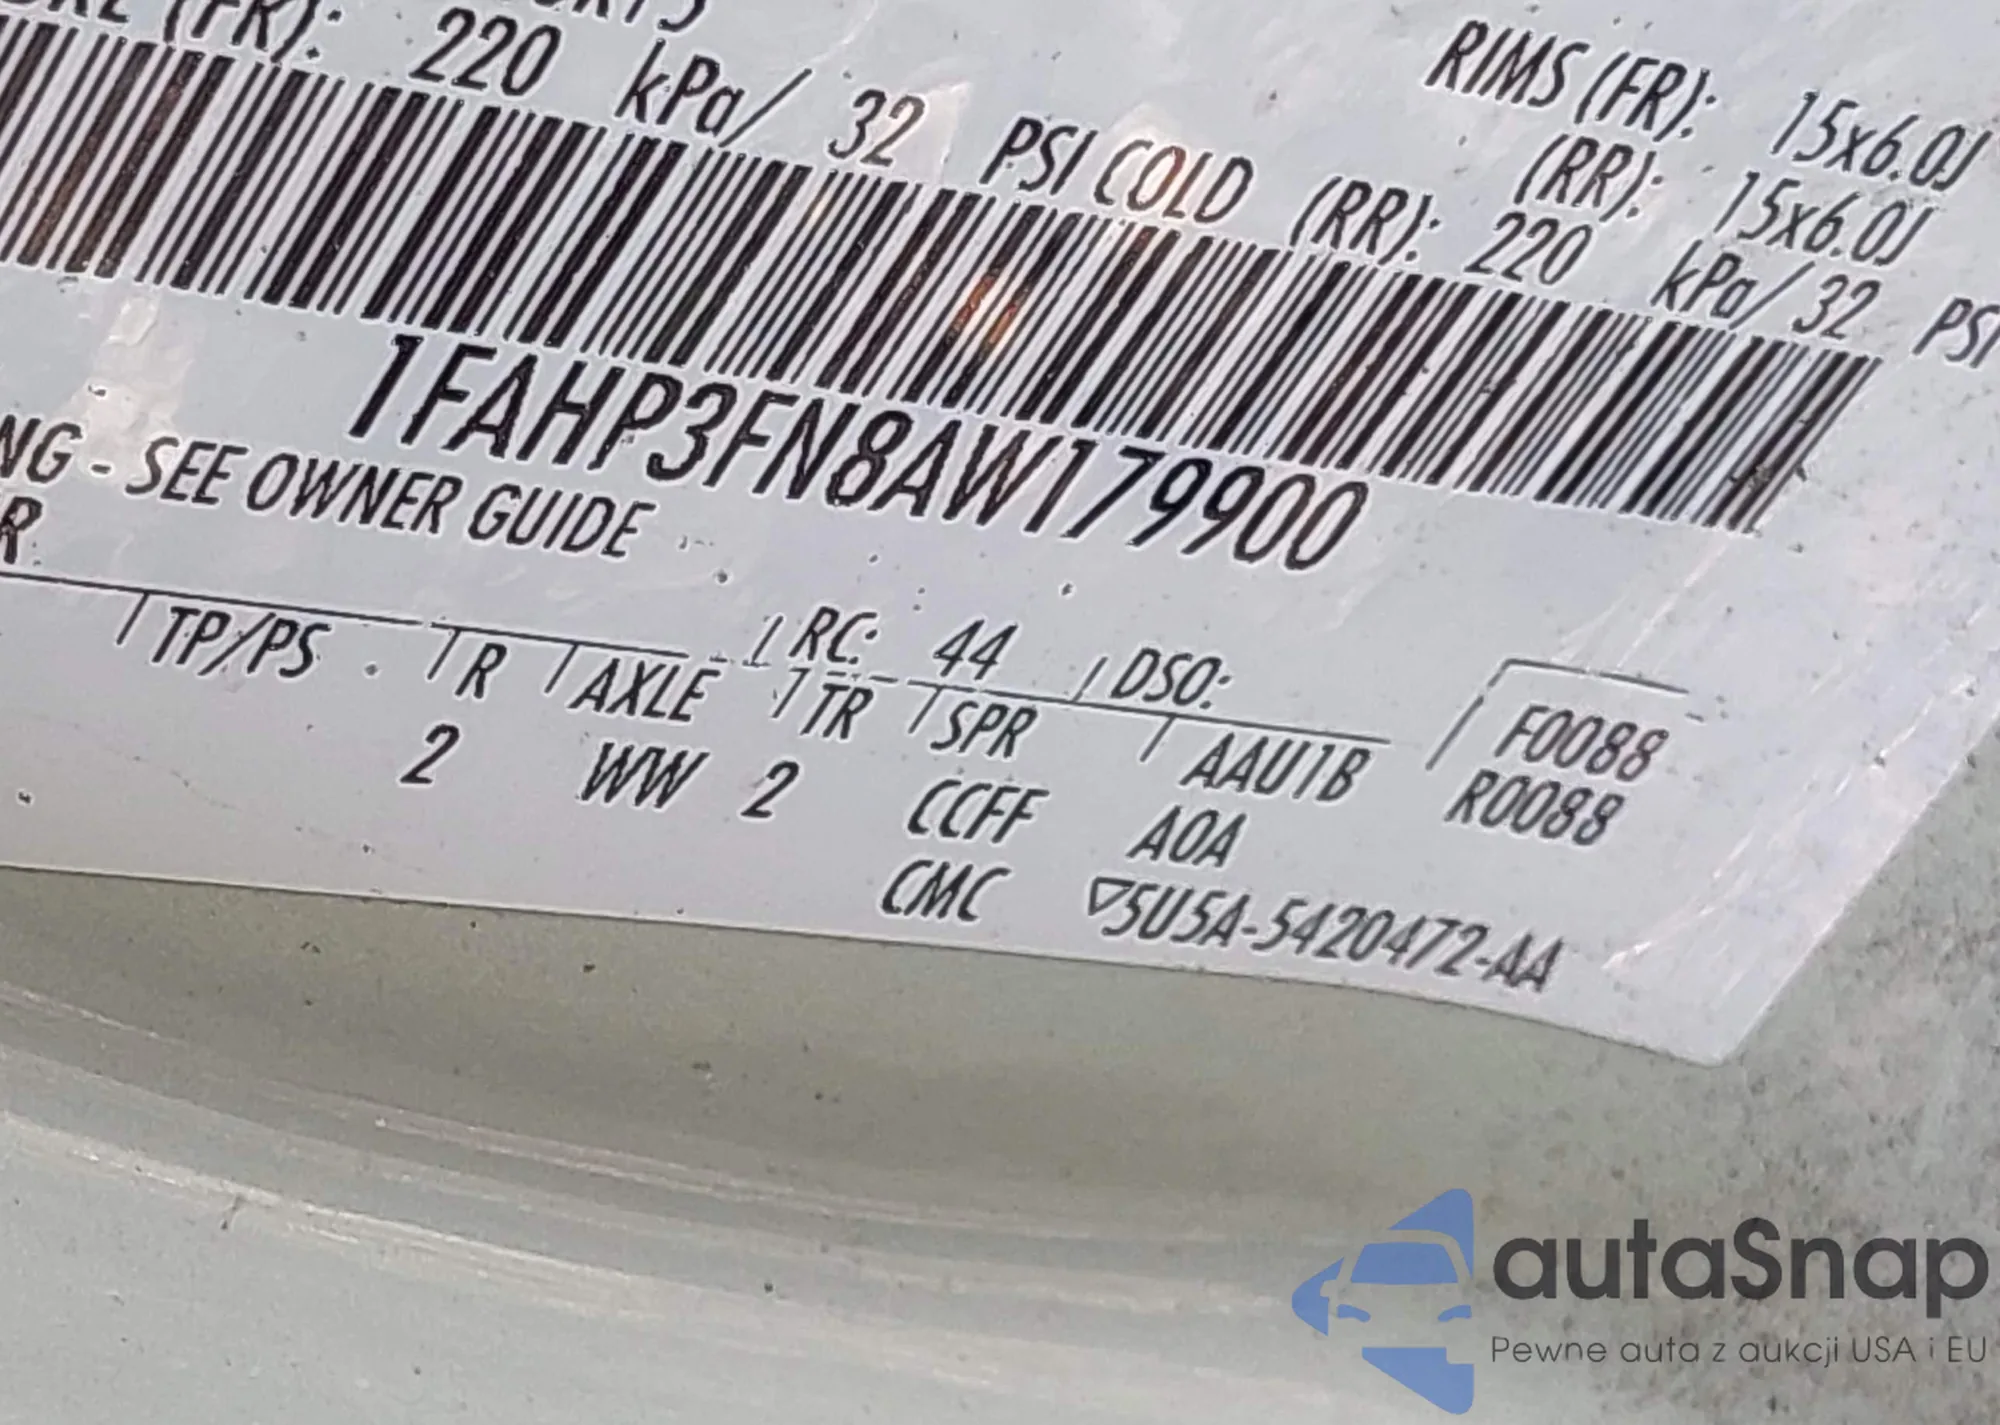 RIMS (FR): 15x6.0J
(RR): 15x6.0J
(FR): 220 kPa/ 32 PSI COLD (RR): 220 kPa/ 32 PSI
1FAHP3FN8AW179900
- SEE OWNER GUIDE
RC: 44 DSO:
TP/PS R AXLE TR SPR AAU1B F0088
2 WW 2 CCFF A0A R0088
CMC ▽5U5A-5420472-AA
autaSnap
Pewne auta z aukcji USA i EU